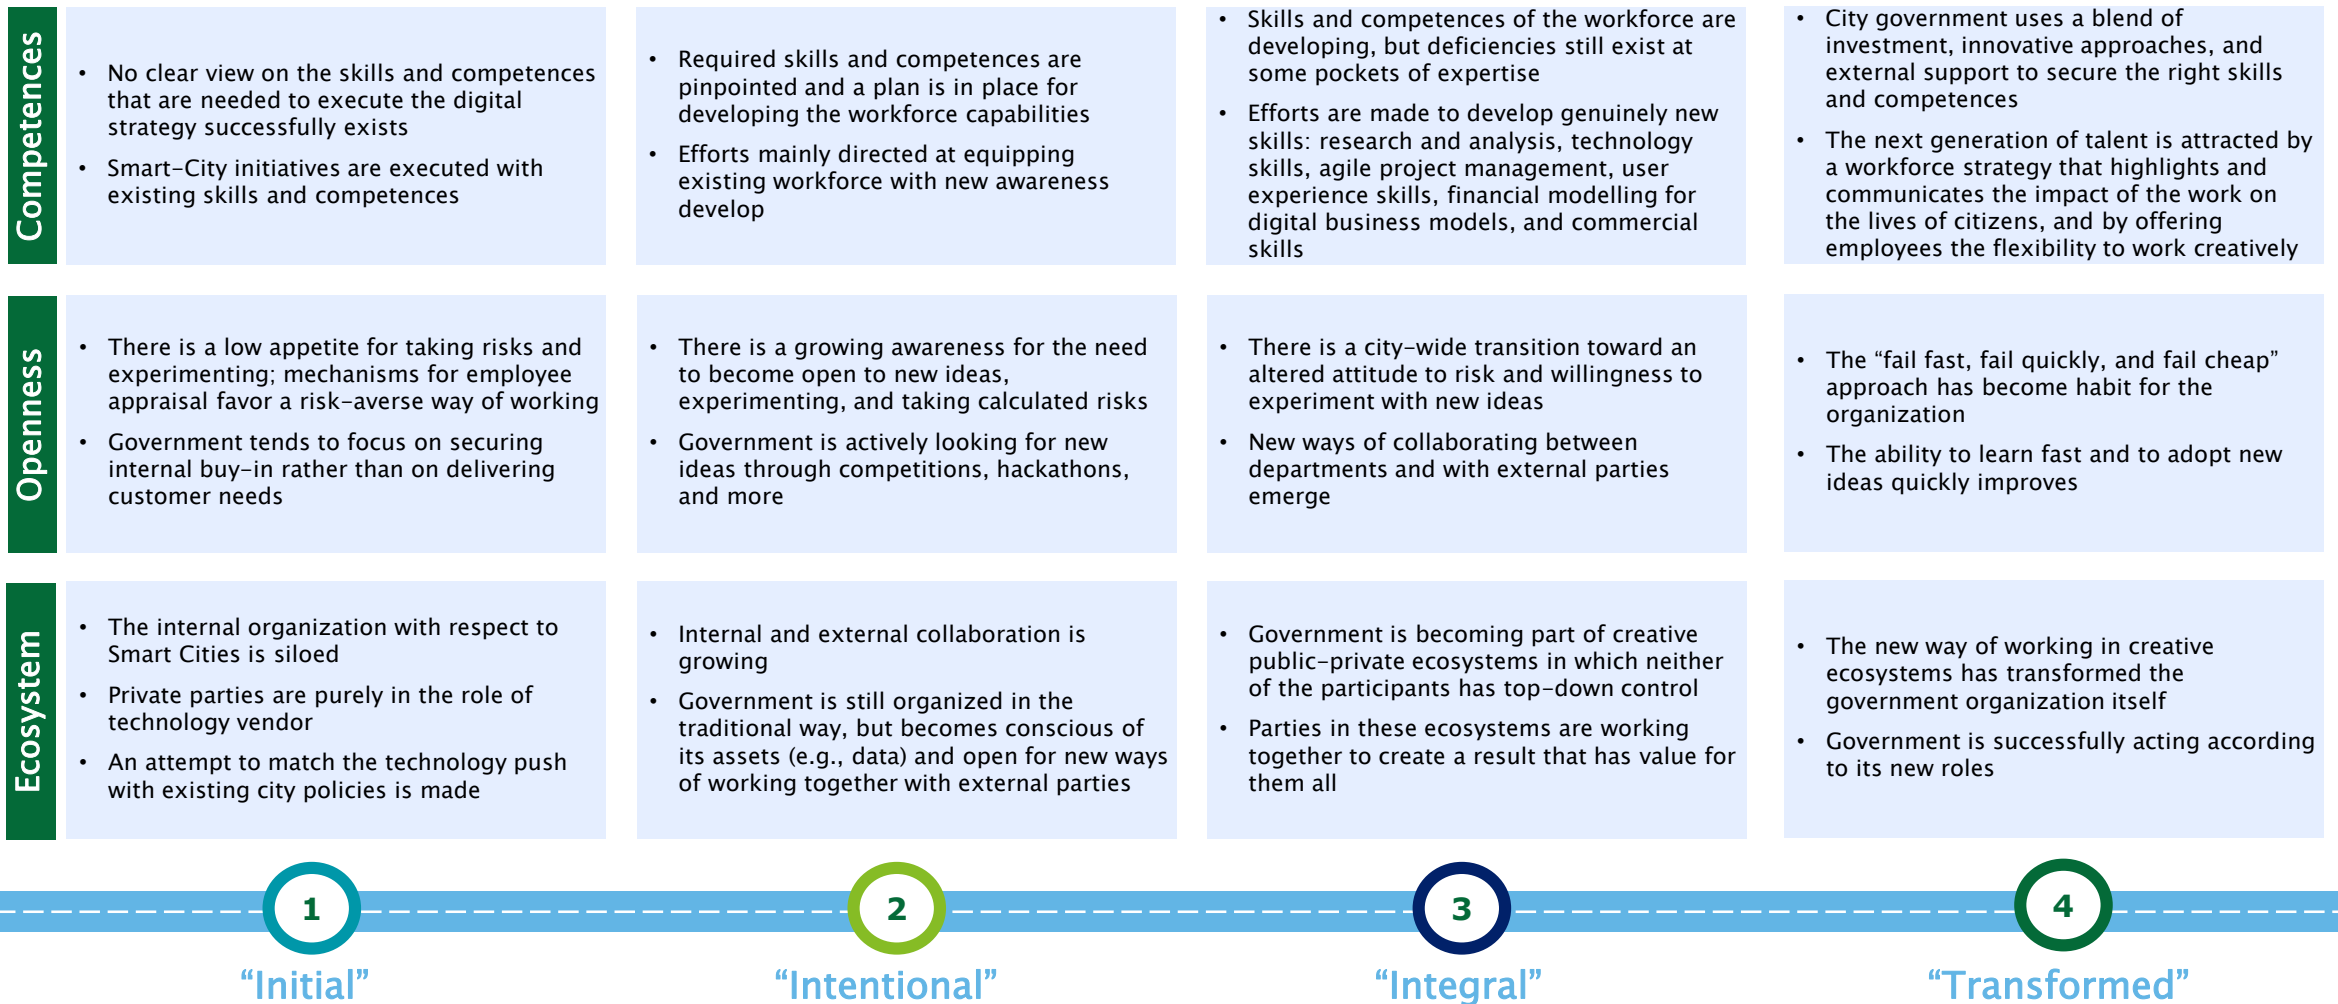 Competences
• No clear view on the skills and competences
that are needed to execute the digital
strategy successfully exists
• Smart-City initiatives are executed with
existing skills and competences
• Required skills and competences are
pinpointed and a plan is in place for
developing the workforce capabilities
• Efforts mainly directed at equipping
existing workforce with new awareness
develop
• Skills and competences of the workforce are
developing, but deficiencies still exist at
some pockets of expertise
• Efforts are made to develop genuinely new
skills: research and analysis, technology
skills, agile project management, user
experience skills, financial modelling for
digital business models, and commercial
skills
• City government uses a blend of
investment, innovative approaches, and
external support to secure the right skills
and competences
• The next generation of talent is attracted by
a workforce strategy that highlights and
communicates the impact of the work on
the lives of citizens, and by offering
employees the flexibility to work creatively
Openness
• There is a low appetite for taking risks and
experimenting; mechanisms for employee
appraisal favor a risk-averse way of working
• Government tends to focus on securing
internal buy-in rather than on delivering
customer needs
• There is a growing awareness for the need
to become open to new ideas,
experimenting, and taking calculated risks
• Government is actively looking for new
ideas through competitions, hackathons,
and more
• There is a city-wide transition toward an
altered attitude to risk and willingness to
experiment with new ideas
• New ways of collaborating between
departments and with external parties
emerge
• The “fail fast, fail quickly, and fail cheap”
approach has become habit for the
organization
• The ability to learn fast and to adopt new
ideas quickly improves
Ecosystem
• The internal organization with respect to
Smart Cities is siloed
• Private parties are purely in the role of
technology vendor
• An attempt to match the technology push
with existing city policies is made
• Internal and external collaboration is
growing
• Government is still organized in the
traditional way, but becomes conscious of
its assets (e.g., data) and open for new ways
of working together with external parties
• Government is becoming part of creative
public-private ecosystems in which neither
of the participants has top-down control
• Parties in these ecosystems are working
together to create a result that has value for
them all
• The new way of working in creative
ecosystems has transformed the
government organization itself
• Government is successfully acting according
to its new roles
1
2
3
4
“Initial”
“Intentional”
“Integral”
“Transformed”